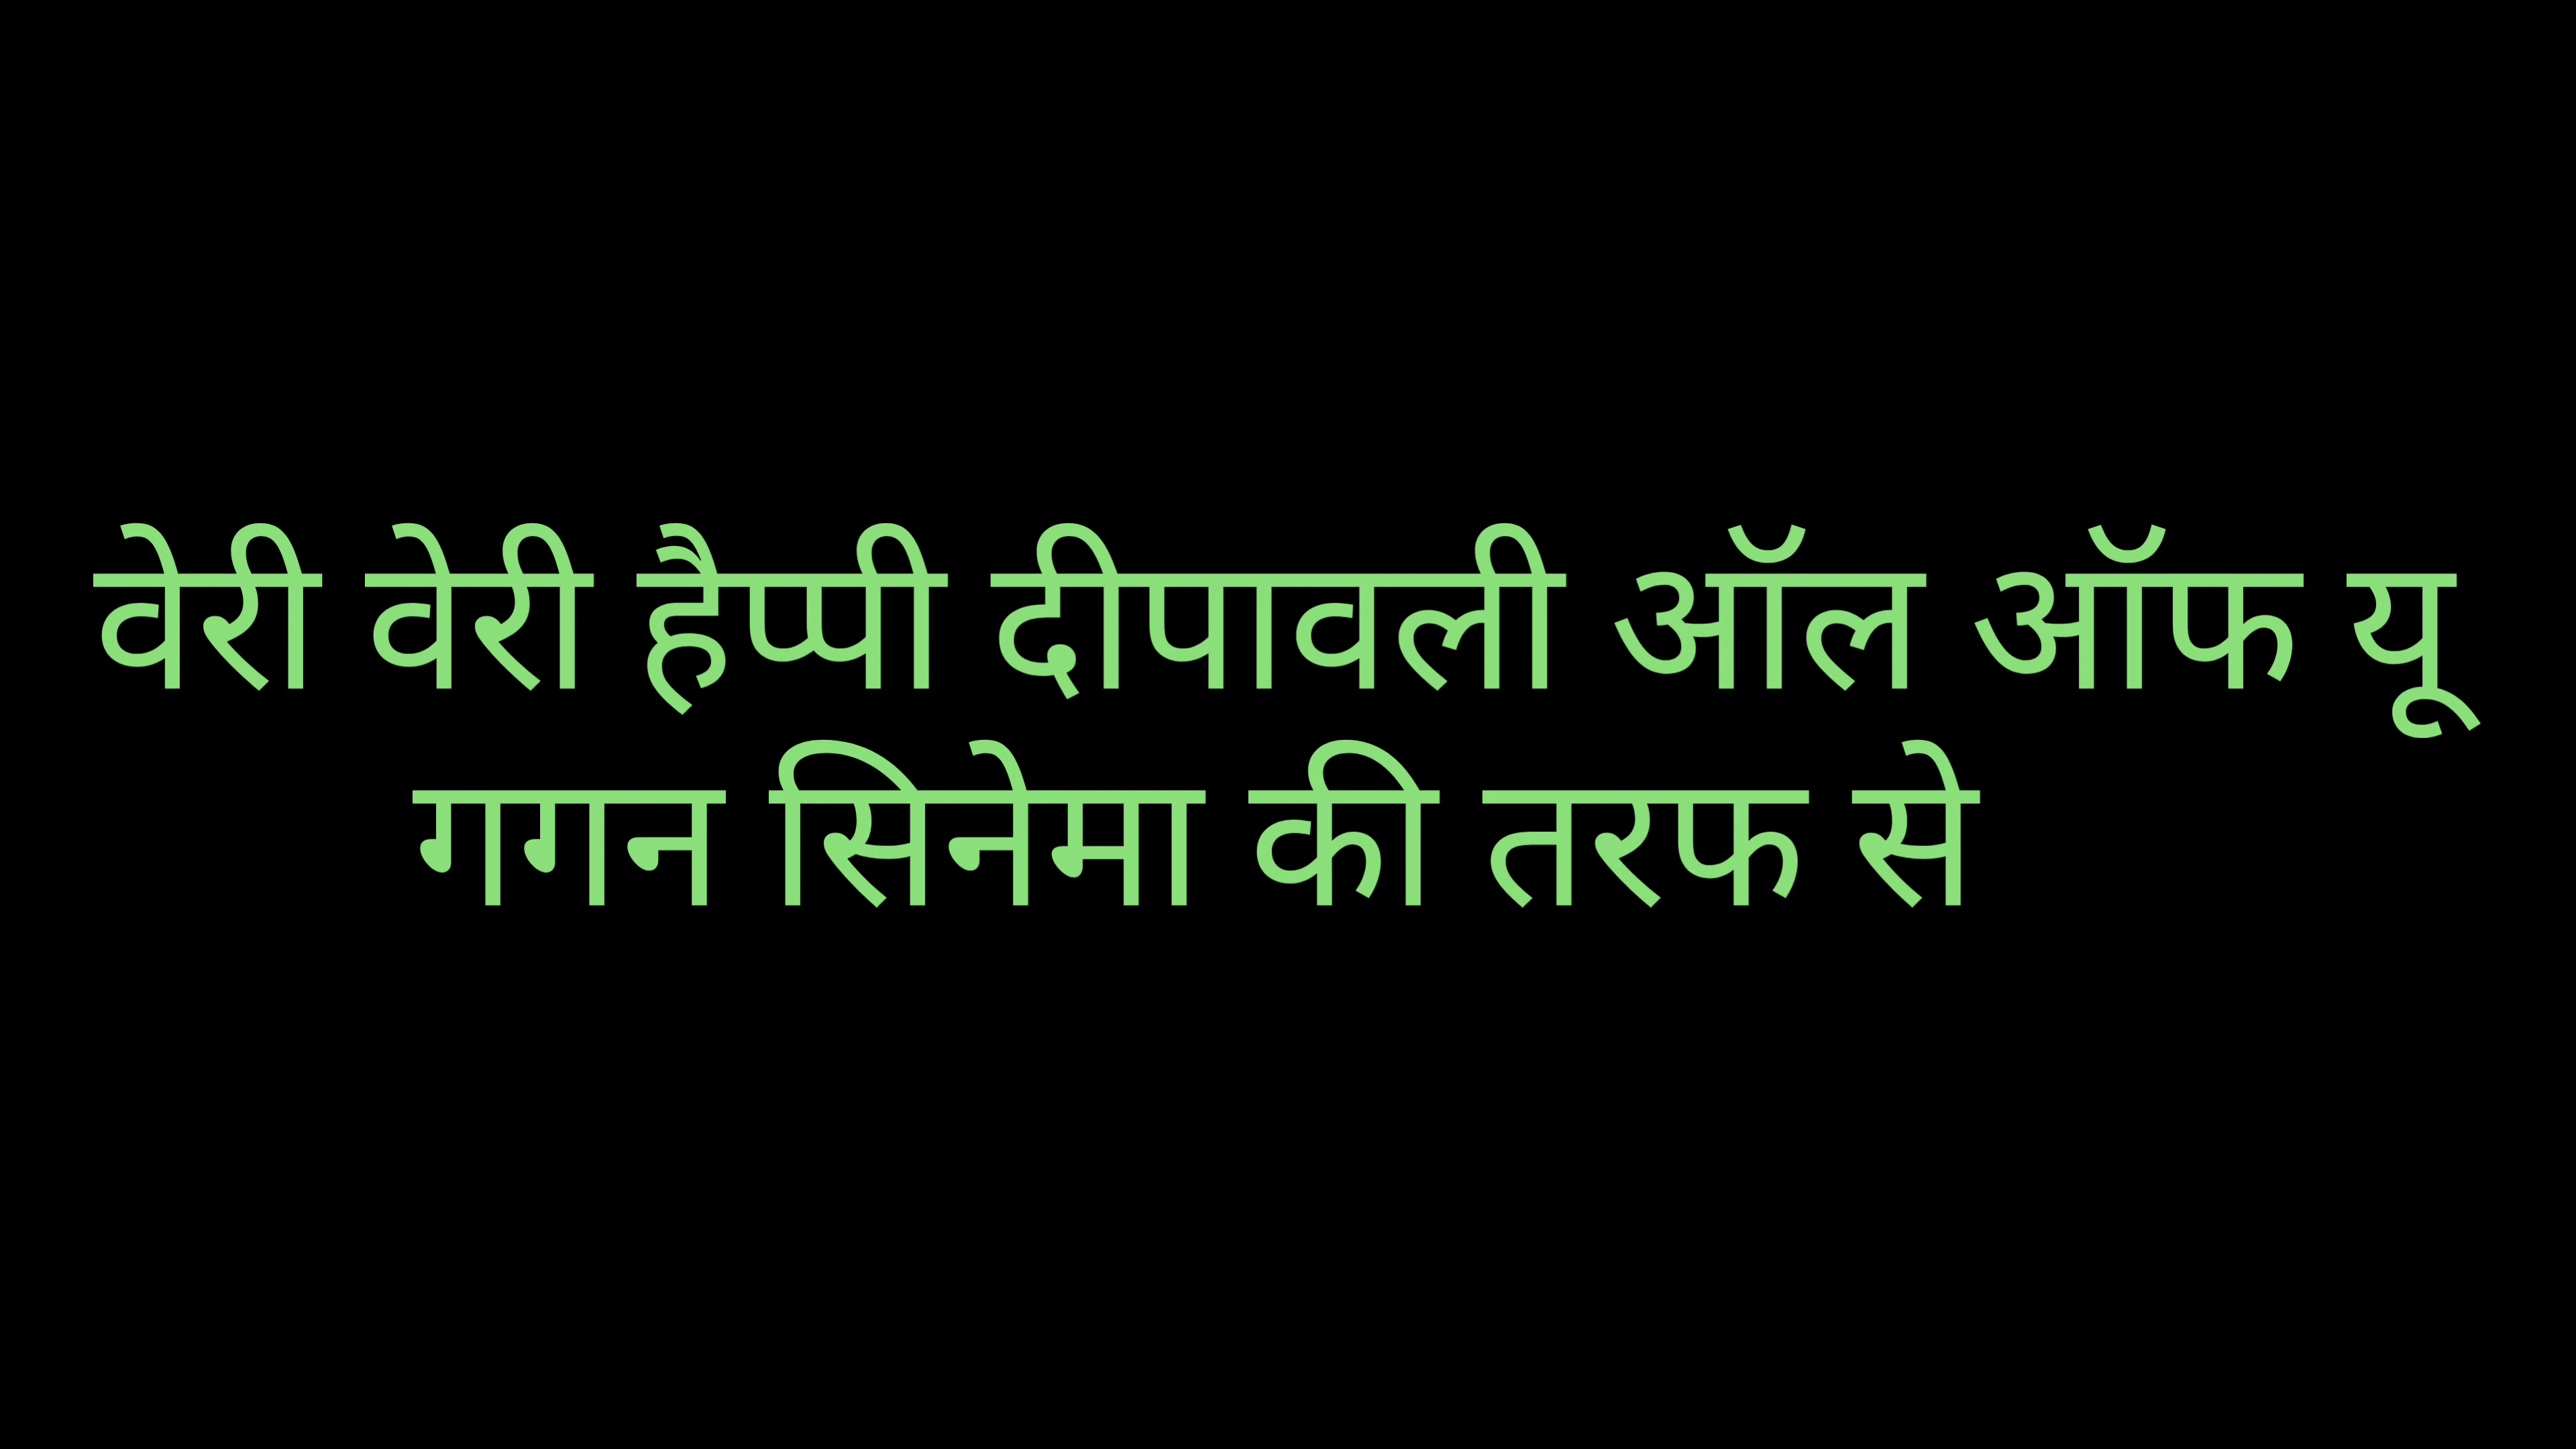 वेरी वेरी हैप्पी दीपावली ऑल ऑफ यू
गगन सिनेमा की तरफ से